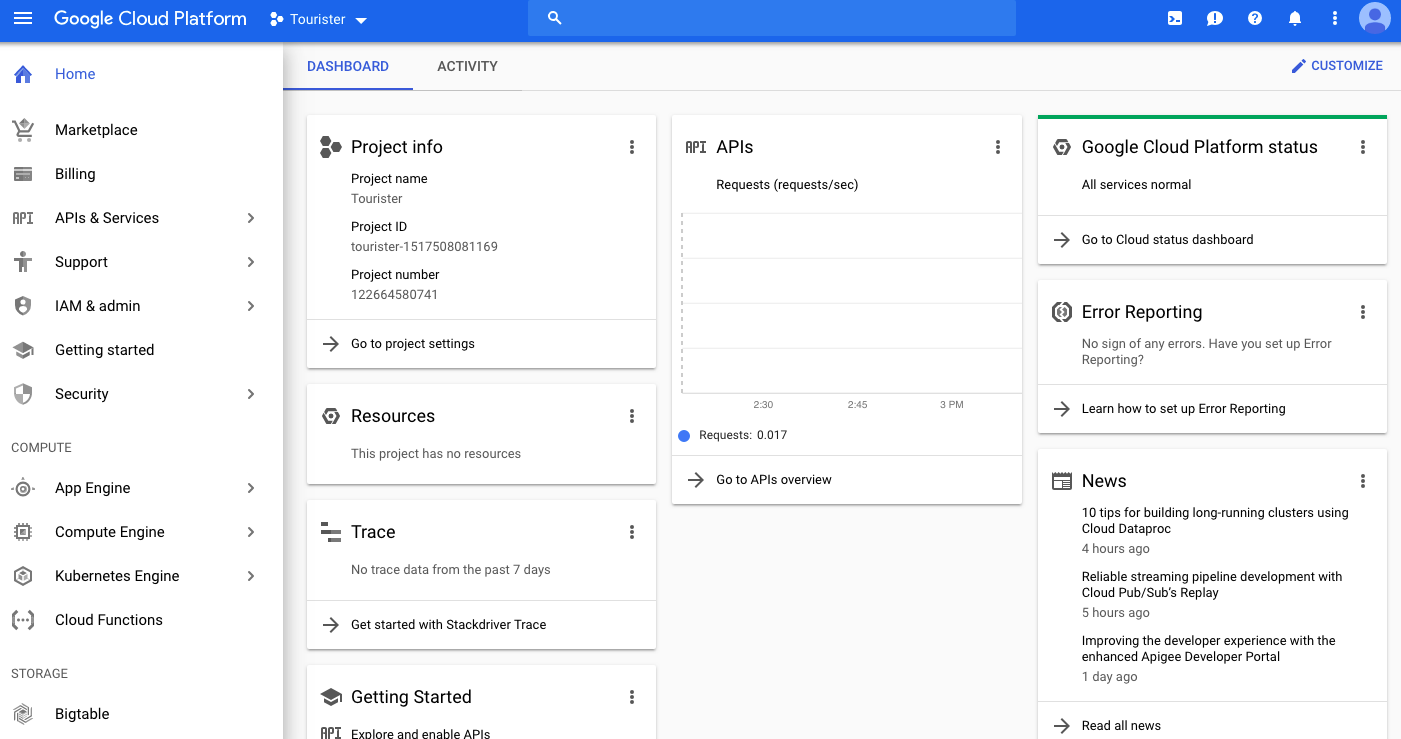 Google Cloud Platform
Tourister
Home
Marketplace
Billing
API
APIs & Services
Support
IAM & admin
Getting started
Security
COMPUTE
App Engine
Compute Engine
Kubernetes Engine
Cloud Functions
STORAGE
Bigtable
DASHBOARD
ACTIVITY
CUSTOMIZE
Project info
Project name
Tourister
Project ID
tourister-1517508081169
Project number
122664580741
Go to project settings
Resources
This project has no resources
Trace
No trace data from the past 7 days
Get started with Stackdriver Trace
Getting Started
API Explore and enable APIs
API APIs
Requests (requests/sec)
2:30 2:45 3 PM
Requests: 0.017
Go to APIs overview
Google Cloud Platform status
All services normal
Go to Cloud status dashboard
Error Reporting
No sign of any errors. Have you set up Error
Reporting?
Learn how to set up Error Reporting
News
10 tips for building long-running clusters using
Cloud Dataproc
4 hours ago
Reliable streaming pipeline development with
Cloud Pub/Sub’s Replay
5 hours ago
Improving the developer experience with the
enhanced Apigee Developer Portal
1 day ago
Read all news